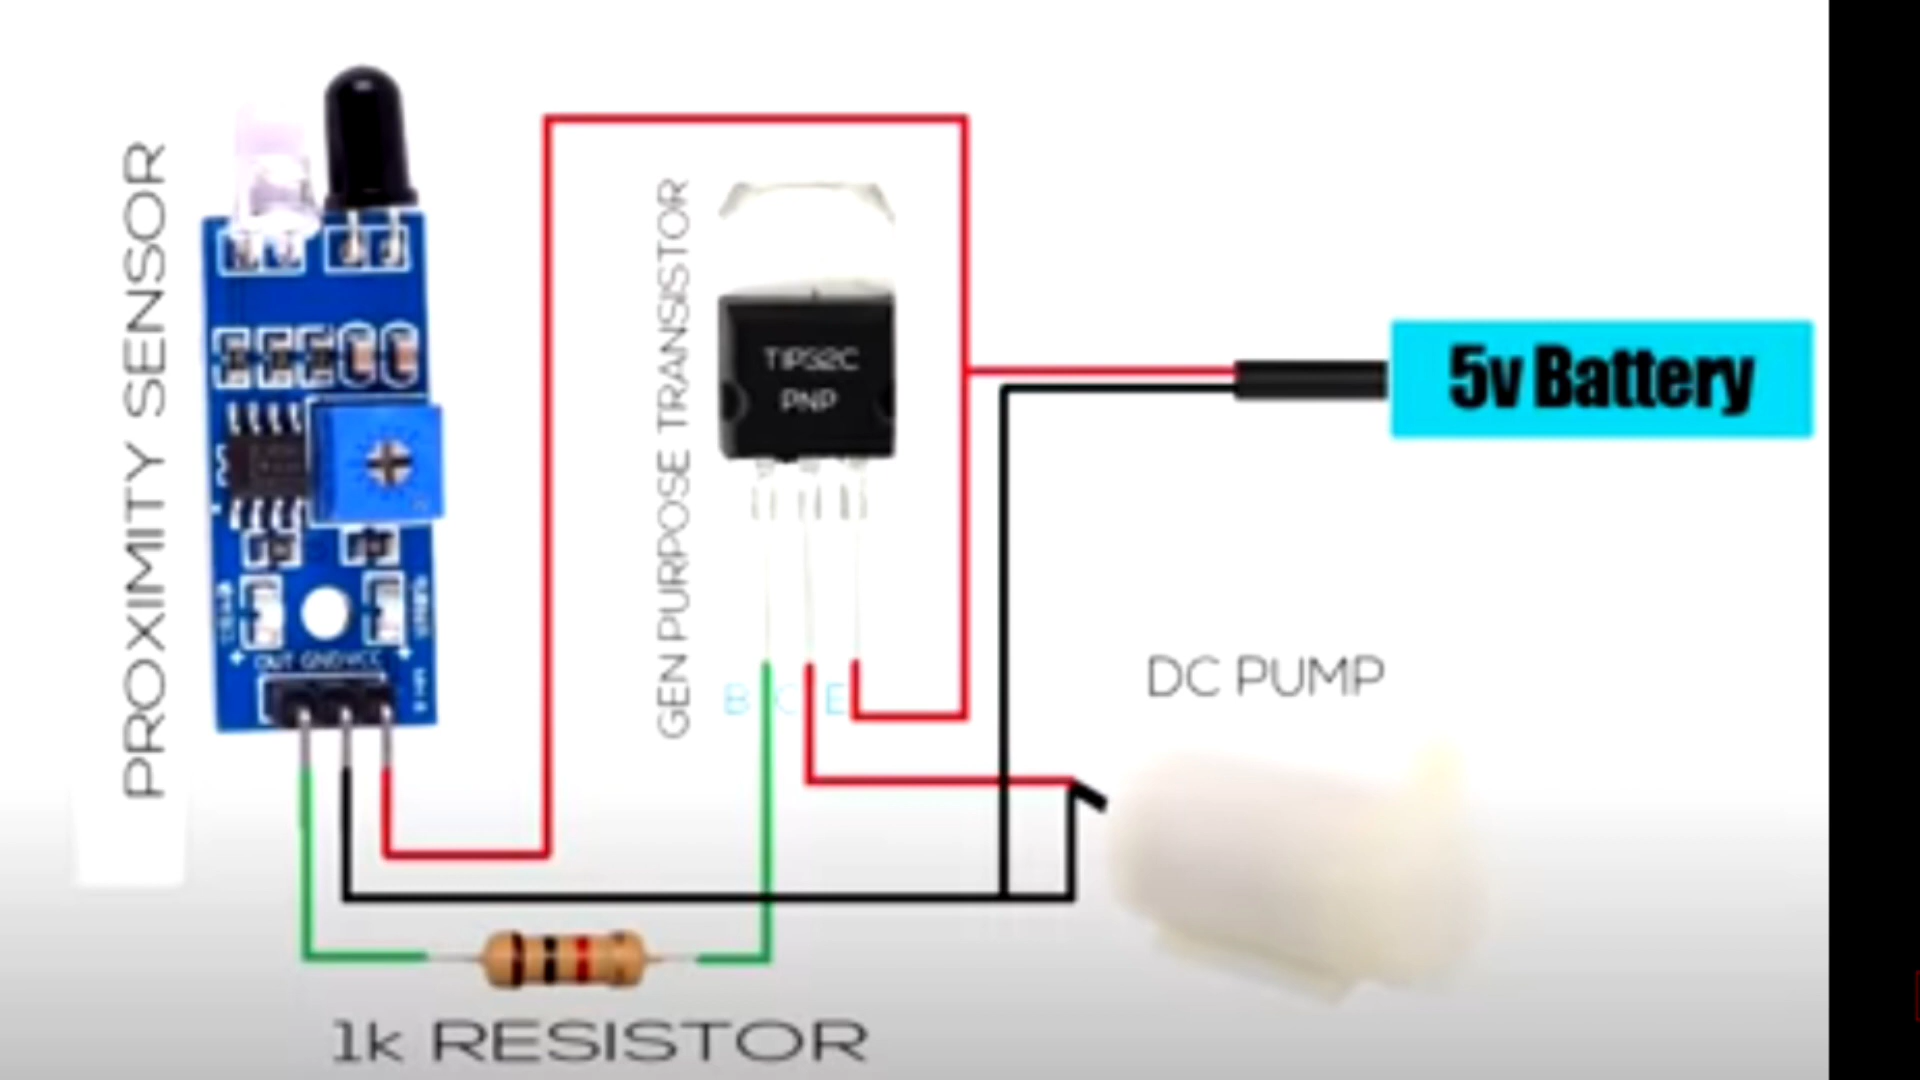 PROXIMITY SENSOR
OUT GND VCC
GEN PURPOSE TRANSISTOR
TIP32C
PNP
B C E
5v Battery
DC PUMP
1k RESISTOR